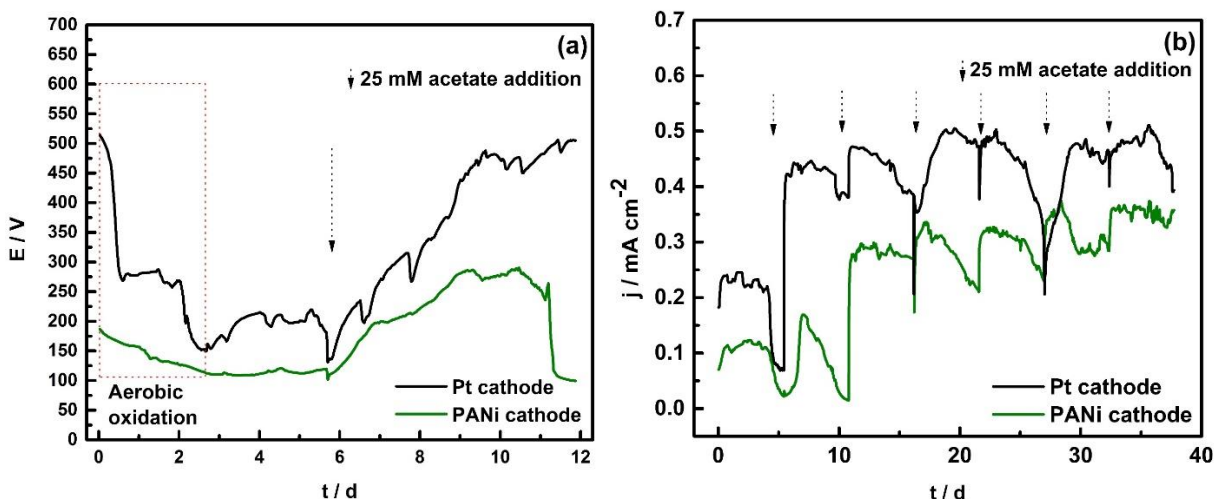 (a)
25 mM acetate addition
E / V
700
650
600
550
500
450
400
350
300
250
200
150
100
50
0
Aerobic
oxidation
Pt cathode
PANi cathode
0 2 4 6 8 10 12
t / d
(b)
25 mM acetate addition
j / mA cm-2
0.7
0.6
0.5
0.4
0.3
0.2
0.1
0.0
Pt cathode
PANi cathode
0 10 20 30 40
t / d